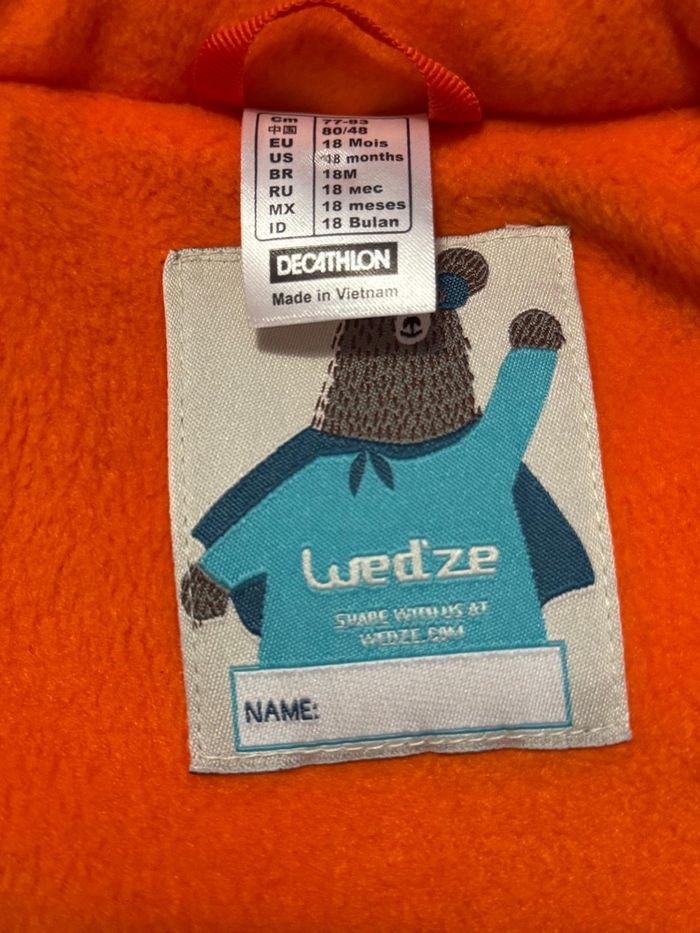 Cm 77-83
中国 80/48
EU 18 Mois
US 18 months
BR 18M
RU 18 мес
MX 18 meses
ID 18 Bulan
DECATHLON
Made in Vietnam
Wed'ze
SHARE WITH US AT
WEDZE.COM
NAME: